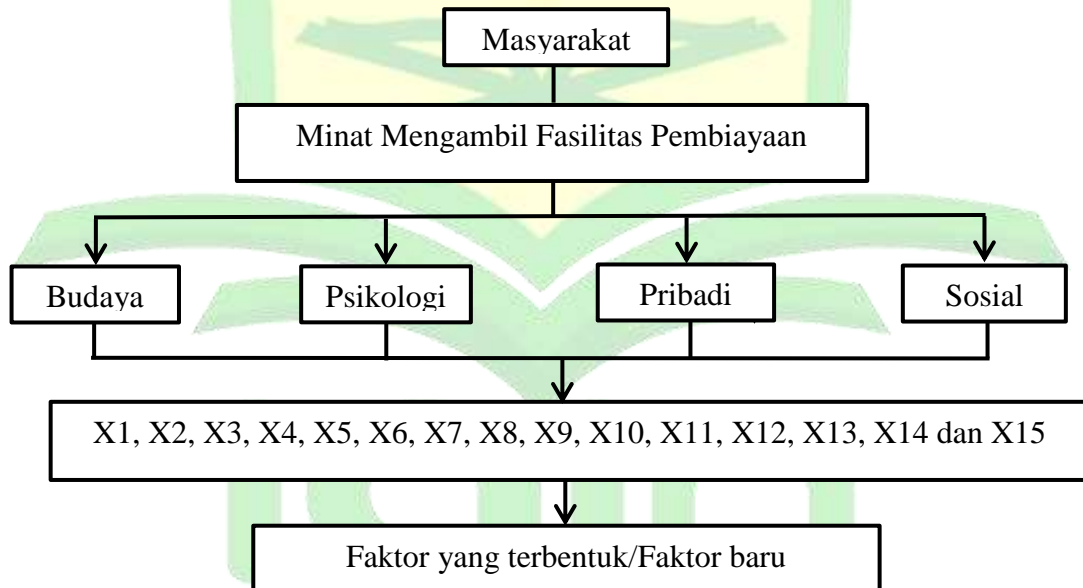 Masyarakat
Minat Mengambil Fasilitas Pembiayaan
Budaya
Psikologi
Pribadi
Sosial
X1, X2, X3, X4, X5, X6, X7, X8, X9, X10, X11, X12, X13, X14 dan X15
Faktor yang terbentuk/Faktor baru